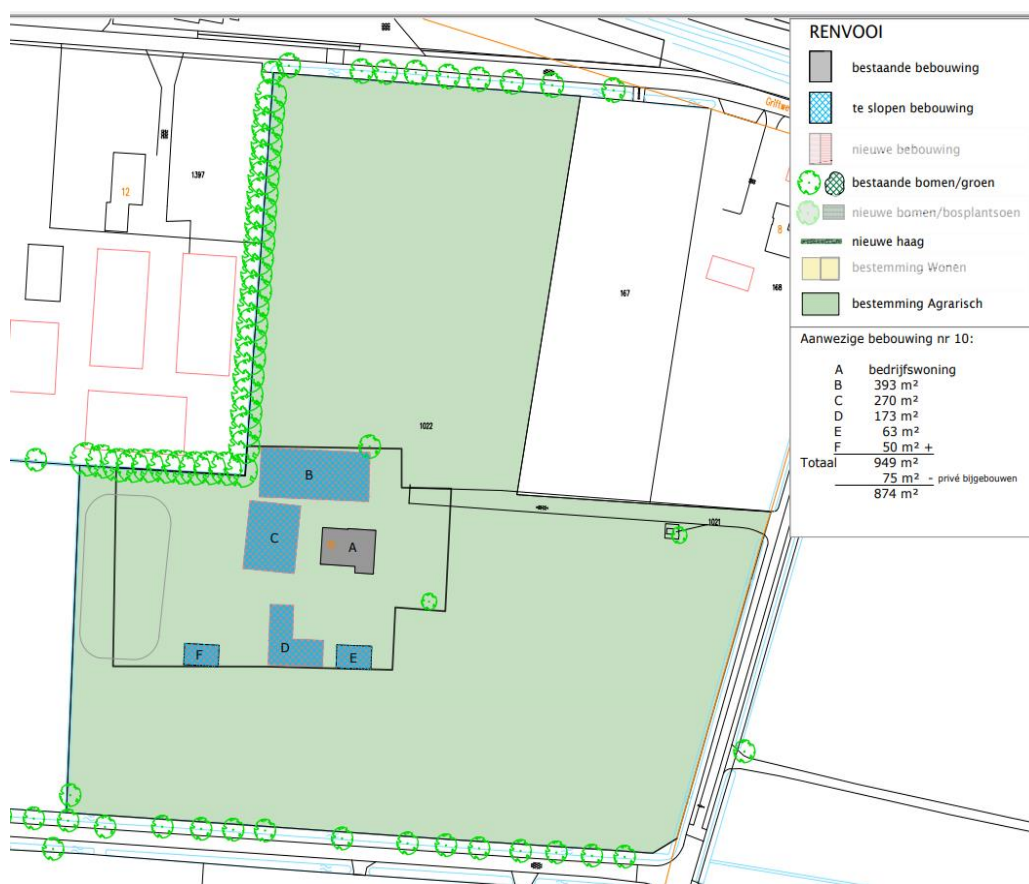 RENVOOI
bestaande bebouwing
te slopen bebouwing
nieuwe bebouwing
bestaande bomen/groen
nieuwe bomen/bosplantsoen
nieuwe haag
bestemming Wonen
bestemming Agrarisch
Aanwezige bebouwing nr 10:
A bedrijfswoning
B 393 m²
C 270 m²
D 173 m²
E 63 m²
F 50 m² +
Totaal 949 m²
75 m² - privé bijgebouwen
874 m²
12
1397
8
167
168
1022
1021
B
C
A
D
E
F